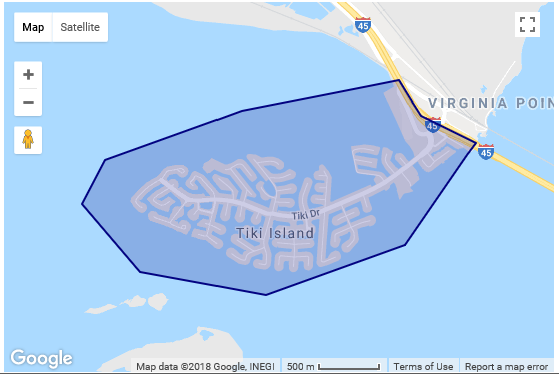 Map Satellite
45
VIRGINIA POIN
45
45
Tiki Dr
Tiki Island
Google
Map data ©2018 Google, INEGI 500 m Terms of Use Report a map error